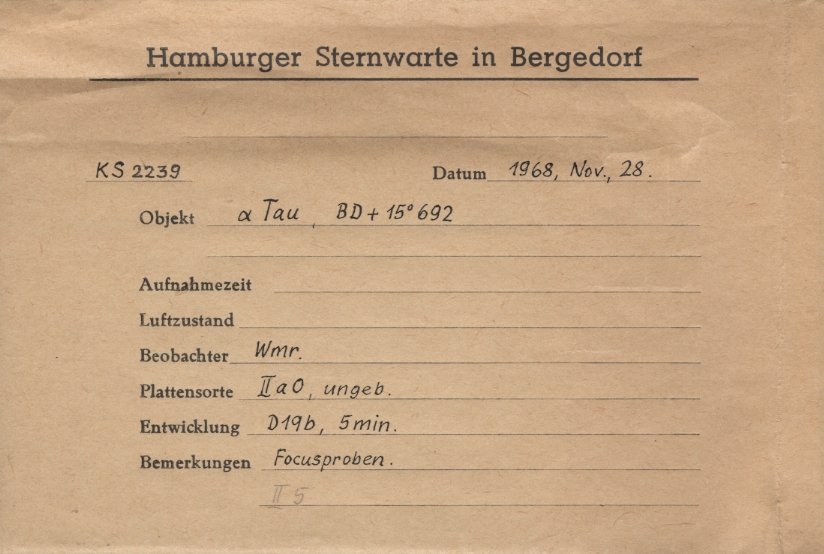 Hamburger Sternwarte in Bergedorf
KS 2239 Datum 1968, Nov., 28.
Objekt α Tau, BD + 15° 692
Aufnahmezeit
Luftzustand
Beobachter Wmr.
Plattensorte IIaO, ungeb.
Entwicklung D19b, 5min.
Bemerkungen Focusproben.
II 5